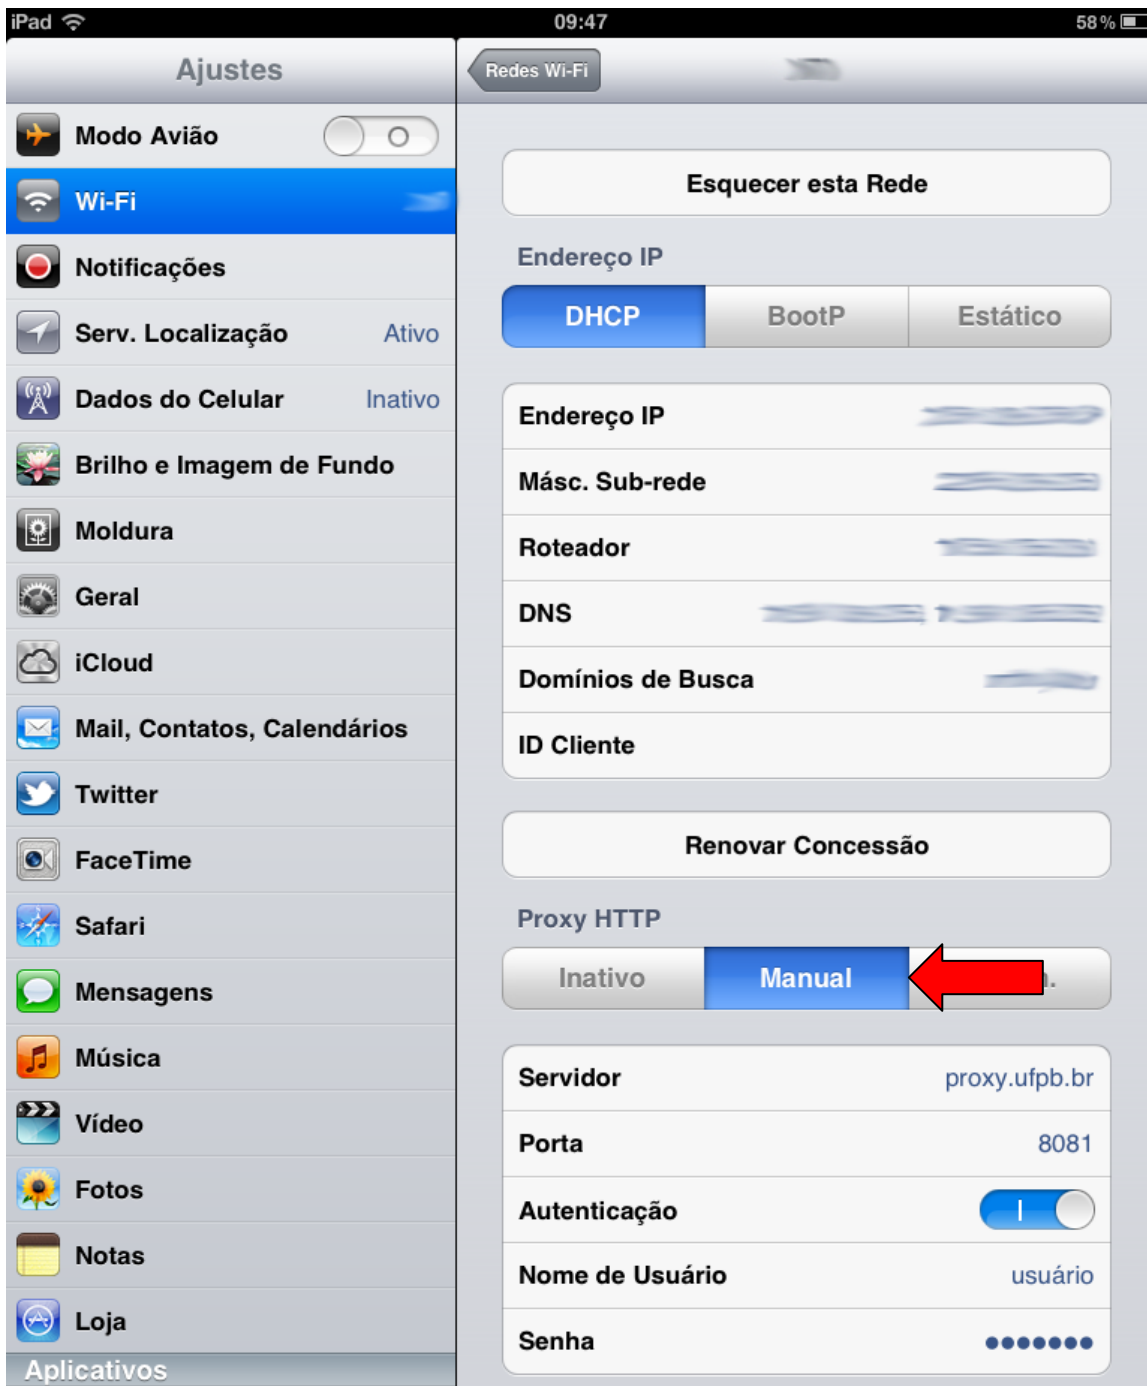 iPad 09:47 58%
Ajustes
Modo Avião
Wi-Fi
Notificações
Serv. Localização Ativo
Dados do Celular Inativo
Brilho e Imagem de Fundo
Moldura
Geral
iCloud
Mail, Contatos, Calendários
Twitter
FaceTime
Safari
Mensagens
Música
Vídeo
Fotos
Notas
Loja
Aplicativos
Redes Wi-Fi
Esquecer esta Rede
Endereço IP
DHCP BootP Estático
Endereço IP
Másc. Sub-rede
Roteador
DNS
Domínios de Busca
ID Cliente
Renovar Concessão
Proxy HTTP
Inativo Manual
Servidor proxy.ufpb.br
Porta 8081
Autenticação
Nome de Usuário usuário
Senha •••••••